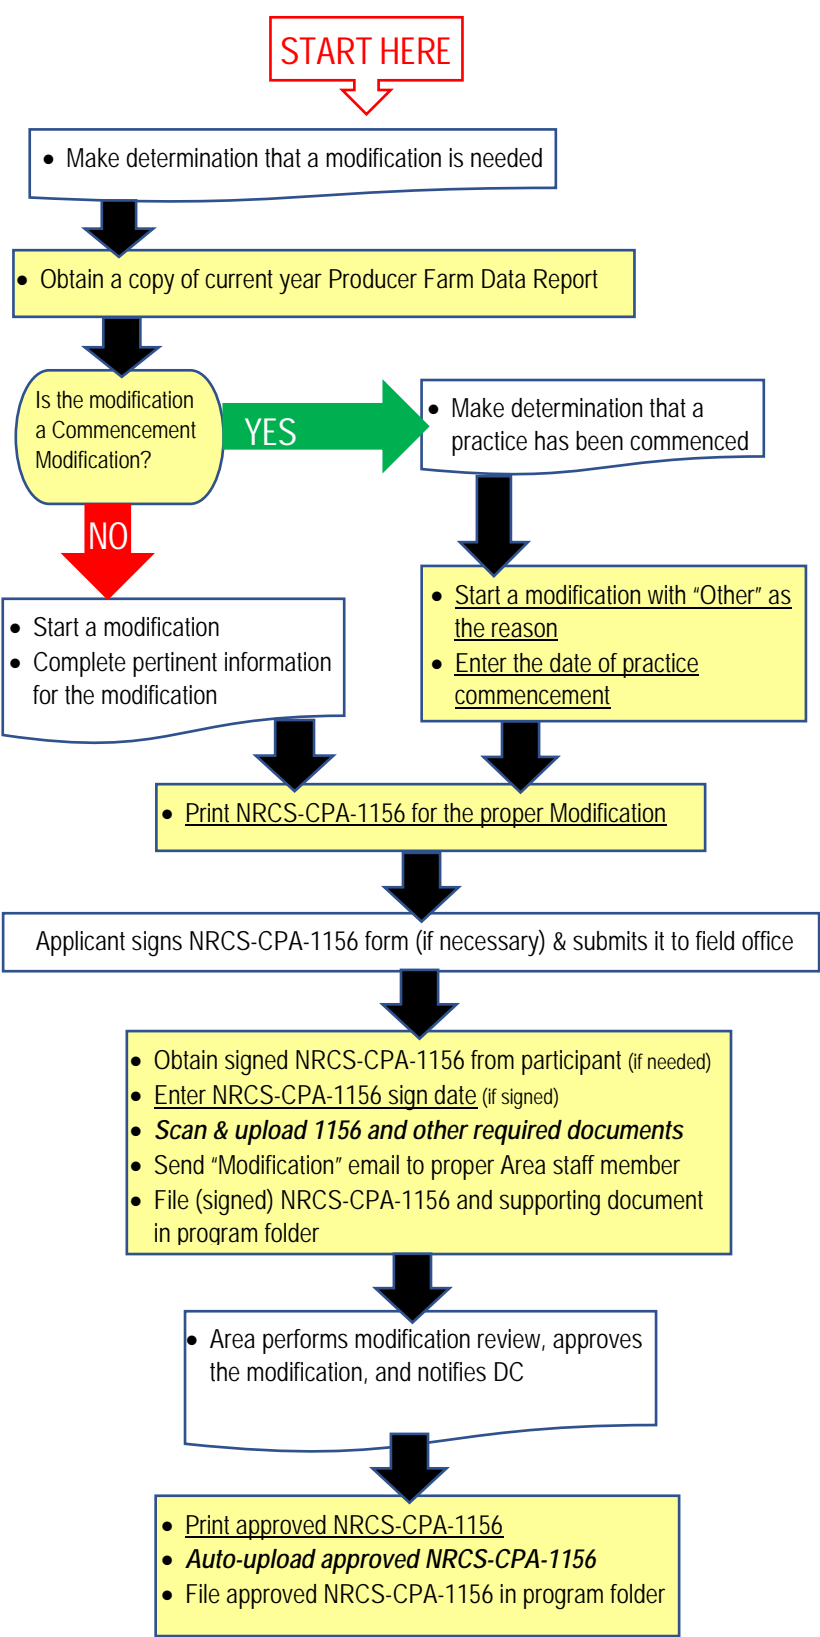 START HERE
• Make determination that a modification is needed
• Obtain a copy of current year Producer Farm Data Report
Is the modification
a Commencement
Modification?
YES
• Make determination that a
practice has been commenced
NO
• Start a modification
• Complete pertinent information
for the modification
• Start a modification with “Other” as
the reason
• Enter the date of practice
commencement
• Print NRCS-CPA-1156 for the proper Modification
Applicant signs NRCS-CPA-1156 form (if necessary) & submits it to field office
• Obtain signed NRCS-CPA-1156 from participant (if needed)
• Enter NRCS-CPA-1156 sign date (if signed)
• Scan & upload 1156 and other required documents
• Send “Modification” email to proper Area staff member
• File (signed) NRCS-CPA-1156 and supporting document
in program folder
• Area performs modification review, approves
the modification, and notifies DC
• Print approved NRCS-CPA-1156
• Auto-upload approved NRCS-CPA-1156
• File approved NRCS-CPA-1156 in program folder